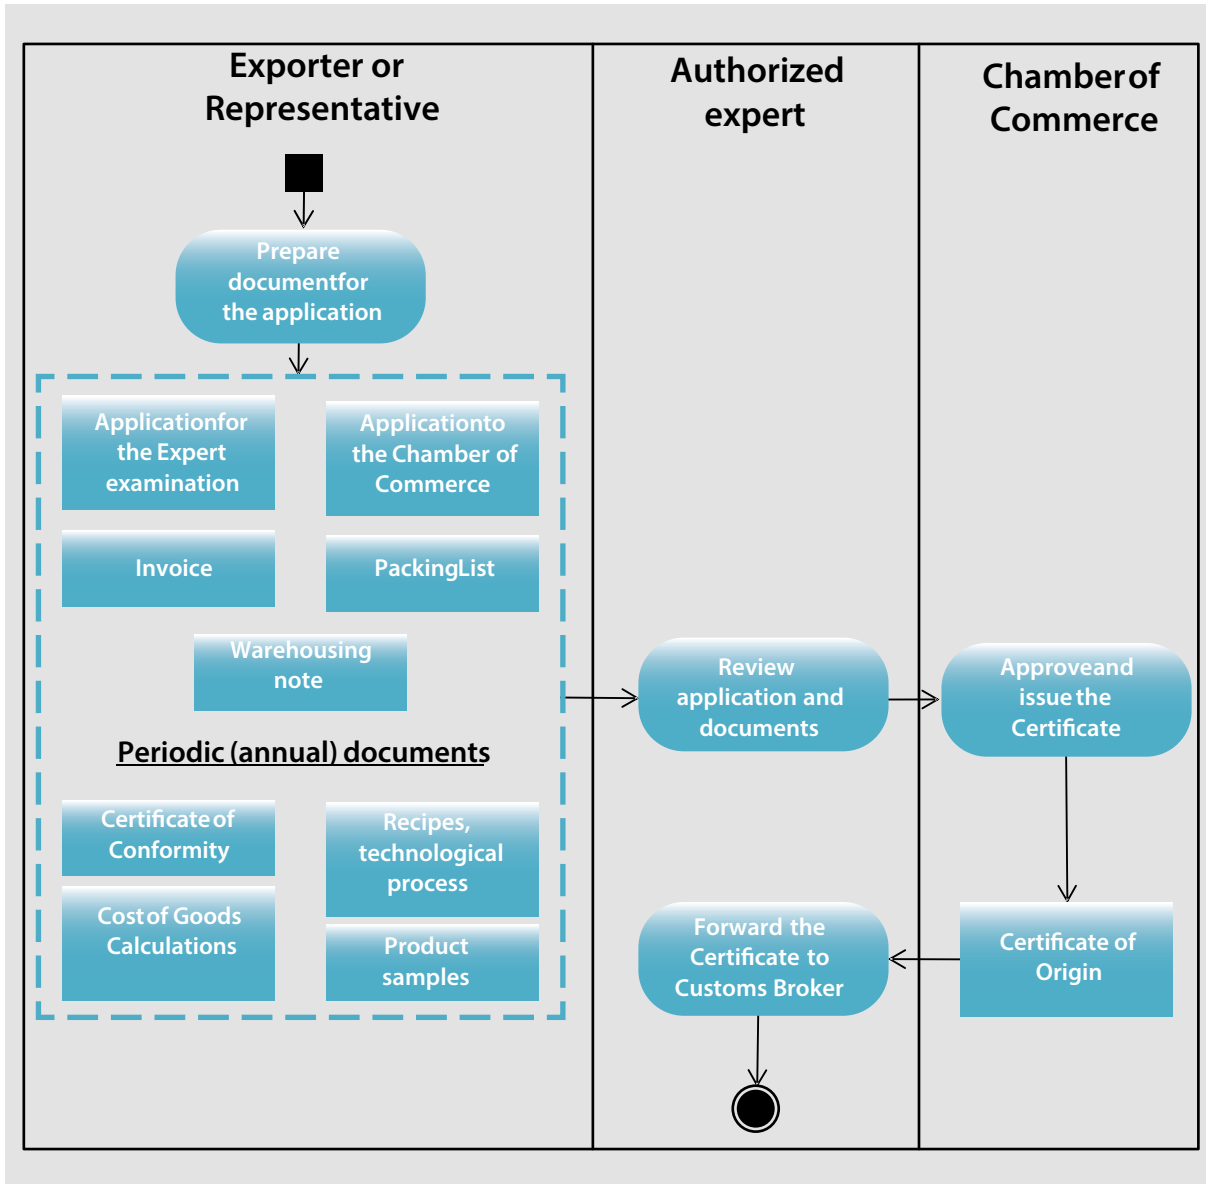 Exporter or
Representative
Authorized
expert
Chamber of
Commerce
Prepare
documentfor
the application
Applicationfor
the Expert
examination
Applicationto
the Chamber of
Commerce
Invoice
PackingList
Warehousing
note
Periodic (annual) documents
Certificate of
Conformity
Recipes,
technological
process
Cost of Goods
Calculations
Product
samples
Review
application and
documents
Approveand
issue the
Certificate
Certificate of
Origin
Forward the
Certificate to
Customs Broker